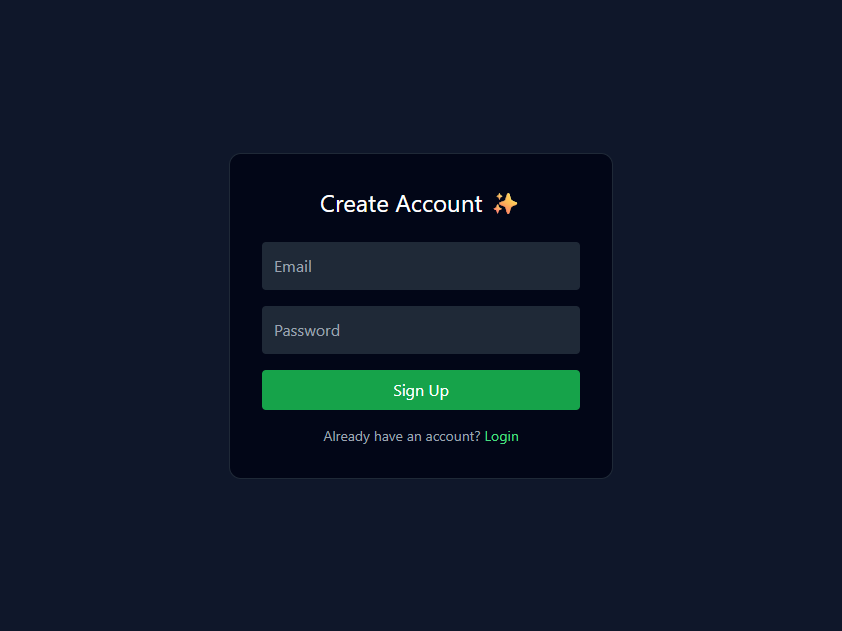 Create Account ✨
Email
Password
Sign Up
Already have an account? Login